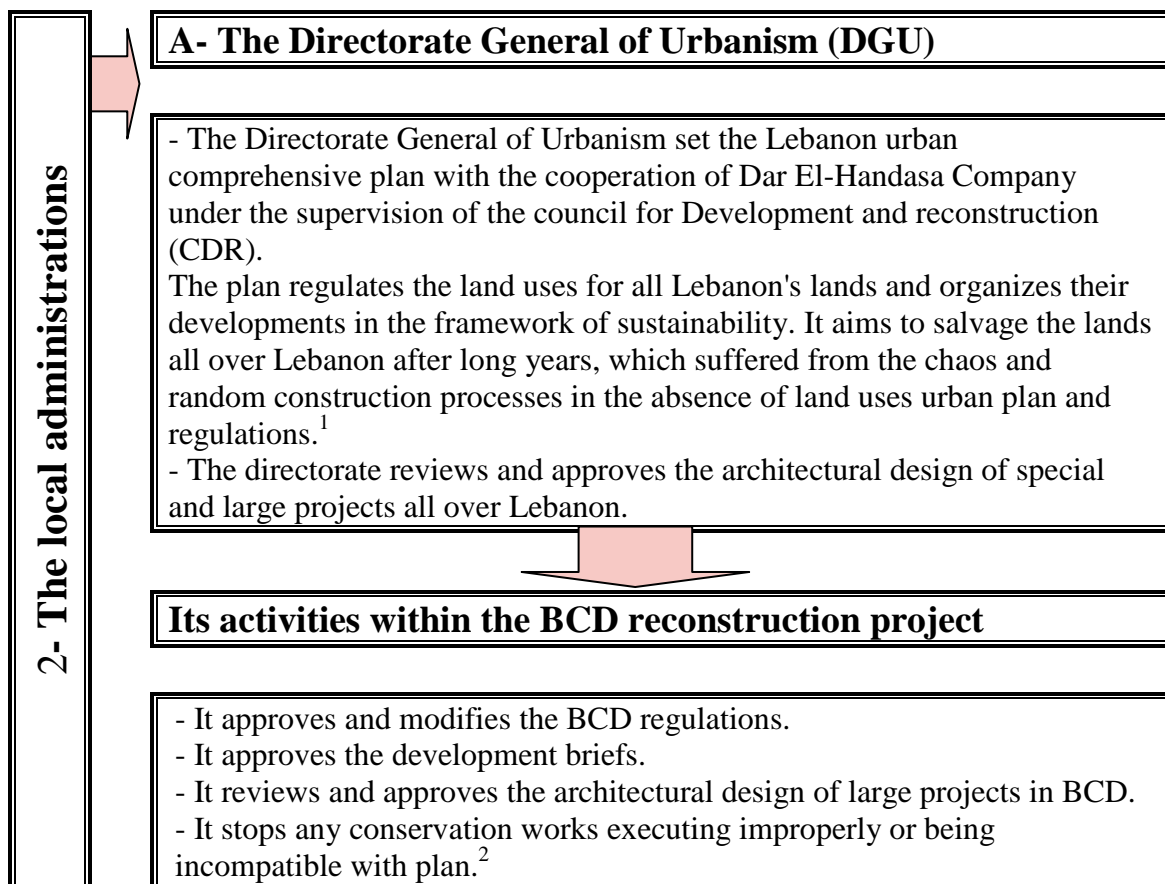 2- The local administrations
A- The Directorate General of Urbanism (DGU)
- The Directorate General of Urbanism set the Lebanon urban
comprehensive plan with the cooperation of Dar El-Handasa Company
under the supervision of the council for Development and reconstruction
(CDR).
The plan regulates the land uses for all Lebanon's lands and organizes their
developments in the framework of sustainability. It aims to salvage the lands
all over Lebanon after long years, which suffered from the chaos and
random construction processes in the absence of land uses urban plan and
regulations.1
- The directorate reviews and approves the architectural design of special
and large projects all over Lebanon.
Its activities within the BCD reconstruction project
- It approves and modifies the BCD regulations.
- It approves the development briefs.
- It reviews and approves the architectural design of large projects in BCD.
- It stops any conservation works executing improperly or being
incompatible with plan.2